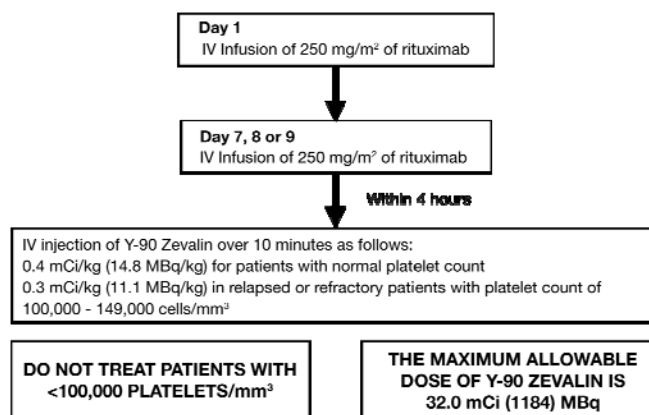 Day 1
IV Infusion of 250 mg/m² of rituximab
Day 7, 8 or 9
IV Infusion of 250 mg/m² of rituximab
Within 4 hours
IV injection of Y-90 Zevalin over 10 minutes as follows:
0.4 mCi/kg (14.8 MBq/kg) for patients with normal platelet count
0.3 mCi/kg (11.1 MBq/kg) in relapsed or refractory patients with platelet count of
100,000 - 149,000 cells/mm³
DO NOT TREAT PATIENTS WITH
<100,000 PLATELETS/mm³
THE MAXIMUM ALLOWABLE
DOSE OF Y-90 ZEVALIN IS
32.0 mCi (1184) MBq